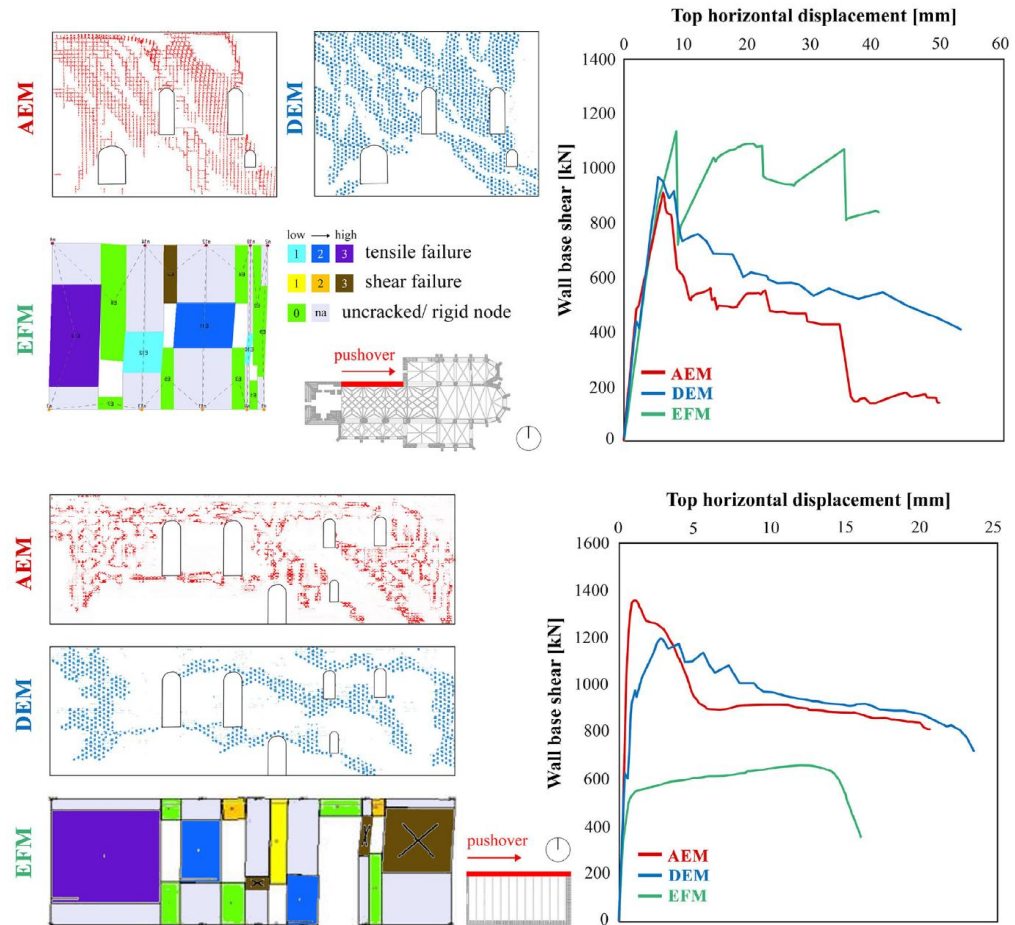 AEM
DEM
EFM
low → high
1 2 3 tensile failure
1 2 3 shear failure
0 na uncracked/ rigid node
pushover
Top horizontal displacement [mm]
0 10 20 30 40 50 60
1400
1200
1000
800
600
400
200
0
Wall base shear [kN]
AEM
DEM
EFM
AEM
DEM
EFM
pushover
Top horizontal displacement [mm]
0 5 10 15 20 25
1600
1400
1200
1000
800
600
400
200
0
Wall base shear [kN]
AEM
DEM
EFM